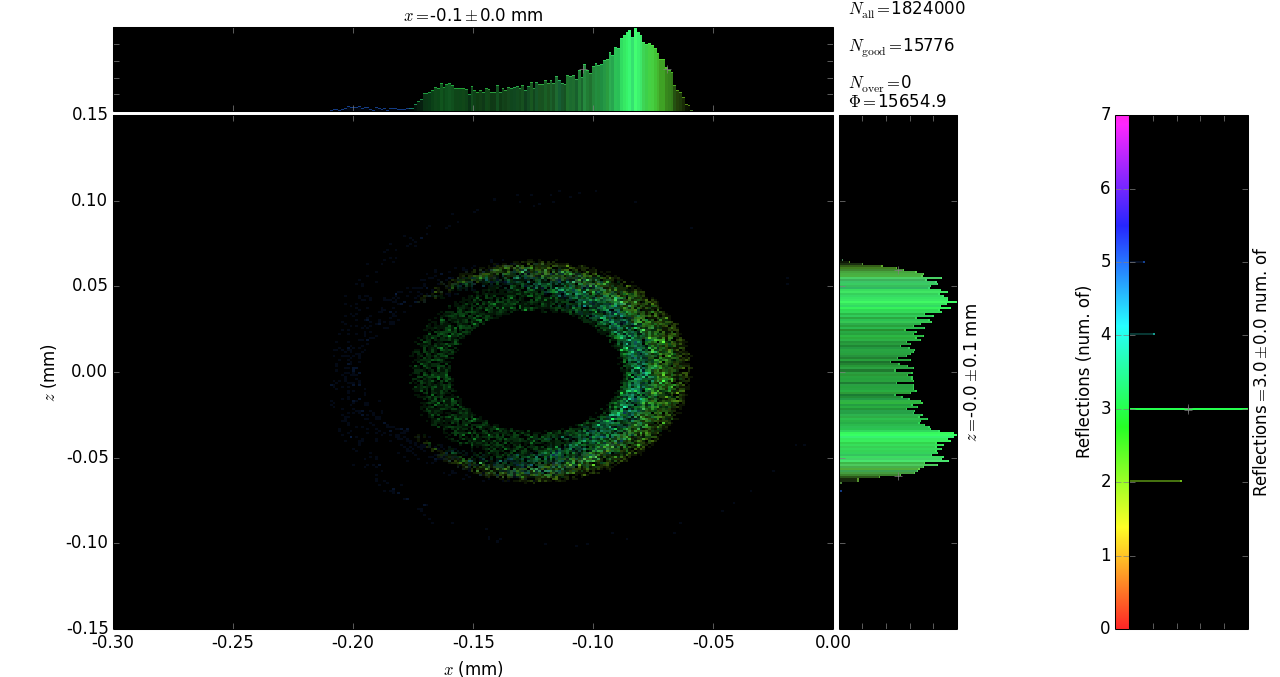 x=-0.1±0.0 mm
N_all=1824000
N_good=15776
N_over=0
Φ=15654.9
0.15
0.10
0.05
0.00
-0.05
-0.10
-0.15
z (mm)
-0.30
-0.25
-0.20
-0.15
-0.10
-0.05
0.00
x (mm)
z=-0.0±0.1 mm
7
6
5
4
3
2
1
0
Reflections (num. of)
Reflections=3.0±0.0 num. of